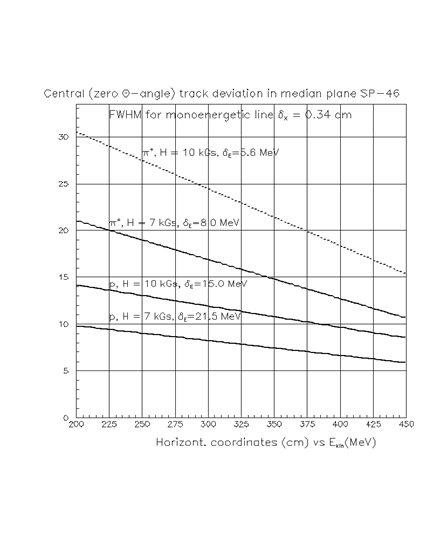 Central (zero Θ-angle) track deviation in median plane SP-46
FWHM for monoenergetic line δx = 0.34 cm
30
π⁺, H = 10 kGs, δE=5.6 MeV
25
π⁺, H = 7 kGs, δE=8.0 MeV
20
15
p, H = 10 kGs, δE=15.0 MeV
10
p, H = 7 kGs, δE=21.5 MeV
5
0
200 225 250 275 300 325 350 375 400 425 450
Horizont. coordinates (cm) vs Ekin(MeV)